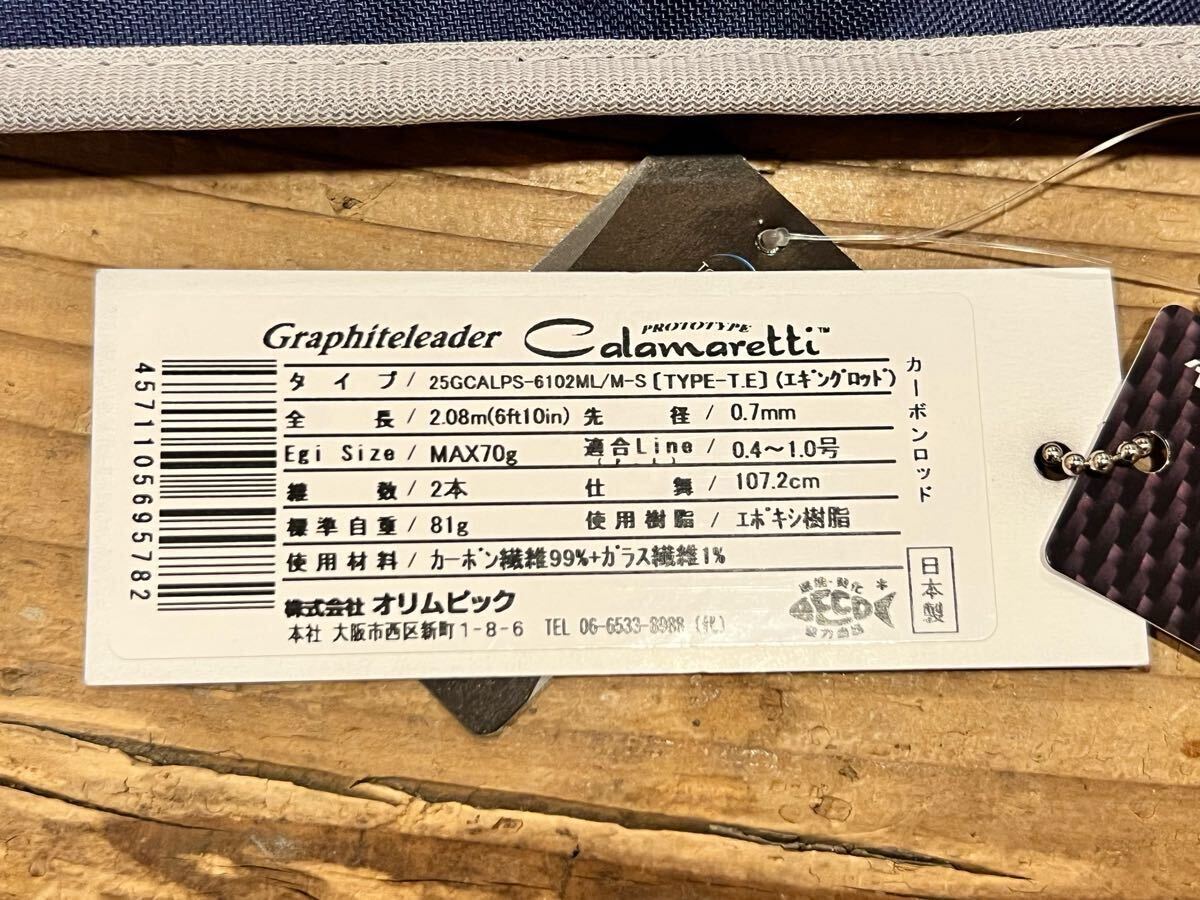 Graphiteleader PROTOTYPE Calamaretti™
タイプ / 25GCALPS-6102ML/M-S [TYPE-T.E] (エギングロッド)
全長 / 2.08m(6ft10in) 先径 / 0.7mm
Egi Size / MAX70g 適合Line / 0.4〜1.0号
継数 / 2本 仕舞 / 107.2cm
標準自重 / 81g 使用樹脂 / エポキシ樹脂
使用材料 / カーボン繊維99%+ガラス繊維1%
株式会社 オリムピック
本社 大阪市西区新町1-8-6 TEL 06-6533-8988 (代)
カーボンロッド
日本製
ECO
4571105695782